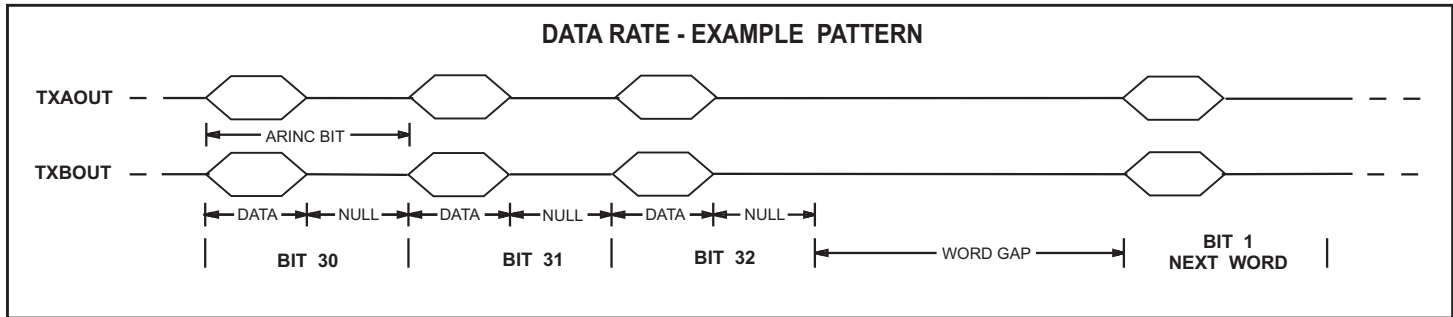 DATA RATE - EXAMPLE PATTERN
TXAOUT
ARINC BIT
TXBOUT
DATA NULL DATA NULL DATA NULL
BIT 30 BIT 31 BIT 32 WORD GAP BIT 1
NEXT WORD